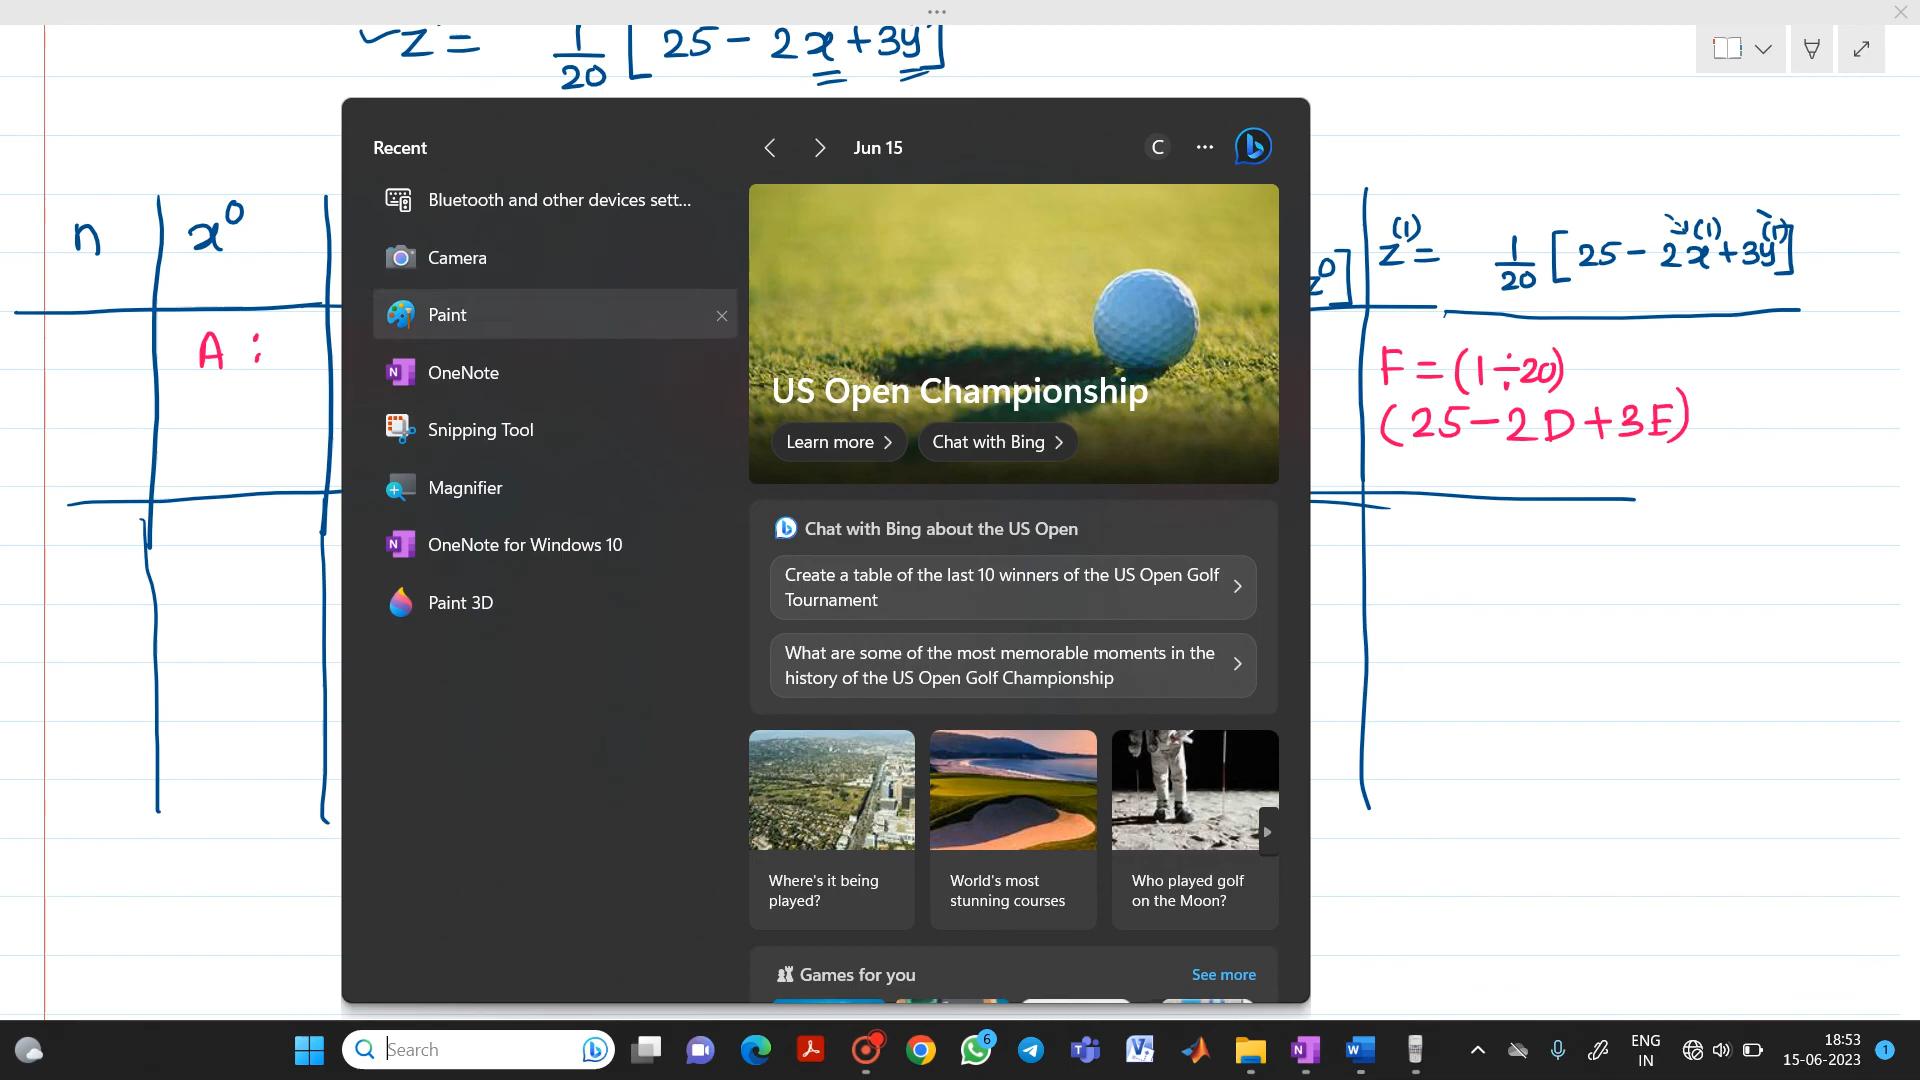 z = 1/20 [ 25 - 2x + 3y ]
n
x⁰
z⁰]
z⁽¹⁾ = 1/20 [ 25 - 2x⁽¹⁾ + 3y⁽¹⁾ ]
A :
F = (1÷20)
(25 - 2D + 3E)
Recent
Bluetooth and other devices sett...
Camera
Paint
OneNote
Snipping Tool
Magnifier
OneNote for Windows 10
Paint 3D
Jun 15
C
US Open Championship
Learn more
Chat with Bing
Chat with Bing about the US Open
Create a table of the last 10 winners of the US Open Golf
Tournament
What are some of the most memorable moments in the
history of the US Open Golf Championship
Where's it being
played?
World's most
stunning courses
Who played golf
on the Moon?
Games for you
See more
Search
6
ENG
IN
18:53
15-06-2023
1